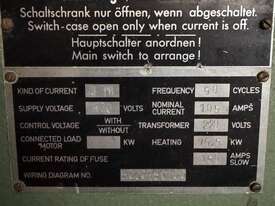 Schaltschrank nur öffnen, wenn abgeschaltet.
Switch-case open only when current is off.
Hauptschalter anordnen!
Main switch to arrange!
KIND OF CURRENT FREQUENCY CYCLES
SUPPLY VOLTAGE VOLTS NOMINAL CURRENT AMPS
CONTROL VOLTAGE WITH WITHOUT TRANSFORMER VOLTS
CONNECTED LOAD MOTOR KW HEATING KW
CURRENT RATING OF FUSE AMPS SLOW
WIRING DIAGRAM NO.